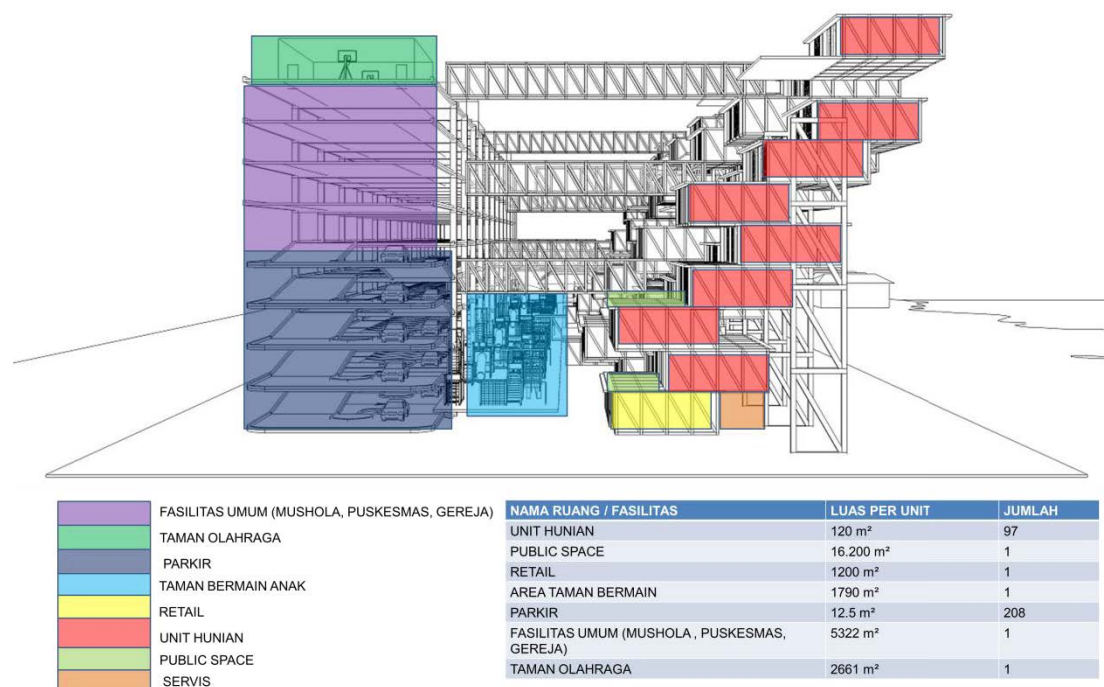 FASILITAS UMUM (MUSHOLA, PUSKESMAS, GEREJA)
TAMAN OLAHRAGA
PARKIR
TAMAN BERMAIN ANAK
RETAIL
UNIT HUNIAN
PUBLIC SPACE
SERVIS
NAMA RUANG / FASILITAS LUAS PER UNIT JUMLAH
UNIT HUNIAN 120 m² 97
PUBLIC SPACE 16.200 m² 1
RETAIL 1200 m² 1
AREA TAMAN BERMAIN 1790 m² 1
PARKIR 12.5 m² 208
FASILITAS UMUM (MUSHOLA , PUSKESMAS, 5322 m² 1
GEREJA)
TAMAN OLAHRAGA 2661 m² 1